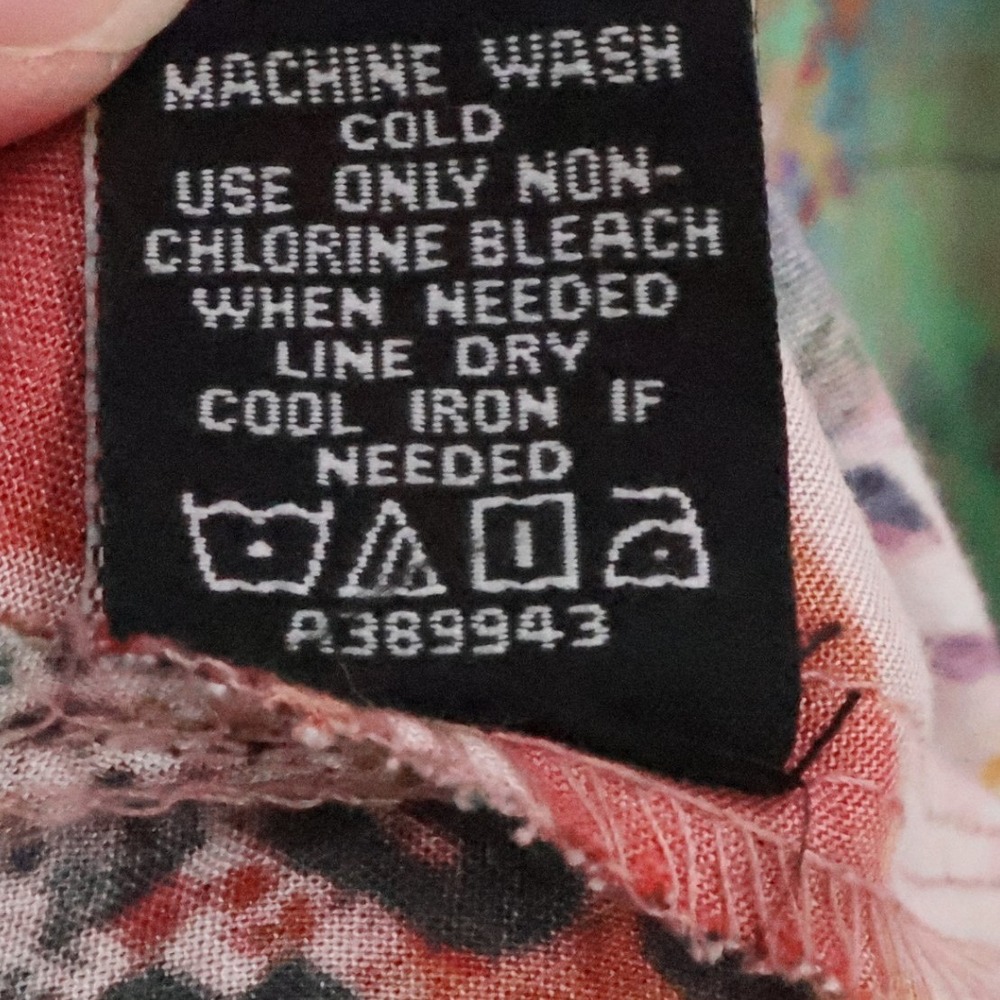 MACHINE WASH
COLD
USE ONLY NON-
CHLORINE BLEACH
WHEN NEEDED
LINE DRY
COOL IRON IF
NEEDED
A389943